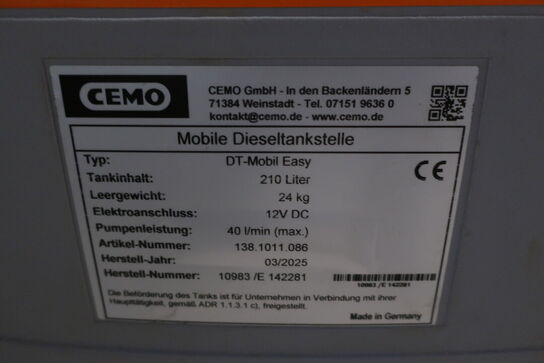 CEMO
CEMO GmbH - In den Backenländern 5
71384 Weinstadt - Tel. 07151 9636 0
kontakt@cemo.de - www.cemo.de
Mobile Dieseltankstelle
Typ: DT-Mobil Easy
Tankinhalt: 210 Liter
Leergewicht: 24 kg
Elektroanschluss: 12V DC
Pumpenleistung: 40 l/min (max.)
Artikel-Nummer: 138.1011.086
Herstell-Jahr: 03/2025
Herstell-Nummer: 10983 /E 142281
CE
10983 /E 142281
Die Beförderung des Tanks ist für Unternehmen in Verbindung mit ihrer
Haupttätigkeit, gemäß ADR 1.1.3.1 c), freigestellt.
Made in Germany